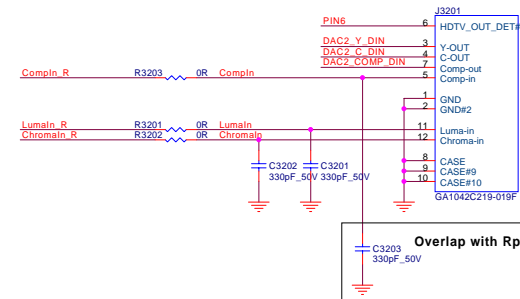 J3201
PIN6 6 HDTV_OUT_DET#
DAC2_Y_DIN 3 Y-OUT
DAC2_C_DIN 4 C-OUT
DAC2_COMP_DIN 7 Comp-out
CompIn_R R3203 0R CompIn 5 Comp-in
1 GND
2 GND#2
LumaIn_R R3201 0R LumaIn 11 Luma-in
ChromaIn_R R3202 0R ChromaIn 12 Chroma-in
8 CASE
9 CASE#9
10 CASE#10
C3202 C3201
330pF_50V 330pF_50V
GA1042C219-019F
Overlap with Rp
C3203
330pF_50V